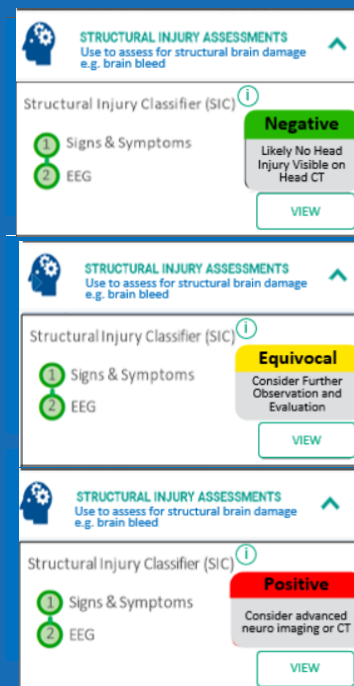 STRUCTURAL INJURY ASSESSMENTS
Use to assess for structural brain damage
e.g. brain bleed
Structural Injury Classifier (SIC) i
Negative
1 Signs & Symptoms
Likely No Head
Injury Visible on
Head CT
2 EEG
VIEW
STRUCTURAL INJURY ASSESSMENTS
Use to assess for structural brain damage
e.g. brain bleed
Structural Injury Classifier (SIC) i
Equivocal
1 Signs & Symptoms
Consider Further
Observation and
Evaluation
2 EEG
VIEW
STRUCTURAL INJURY ASSESSMENTS
Use to assess for structural brain damage
e.g. brain bleed
Structural Injury Classifier (SIC) i
Positive
1 Signs & Symptoms
Consider advanced
neuro imaging or CT
2 EEG
VIEW